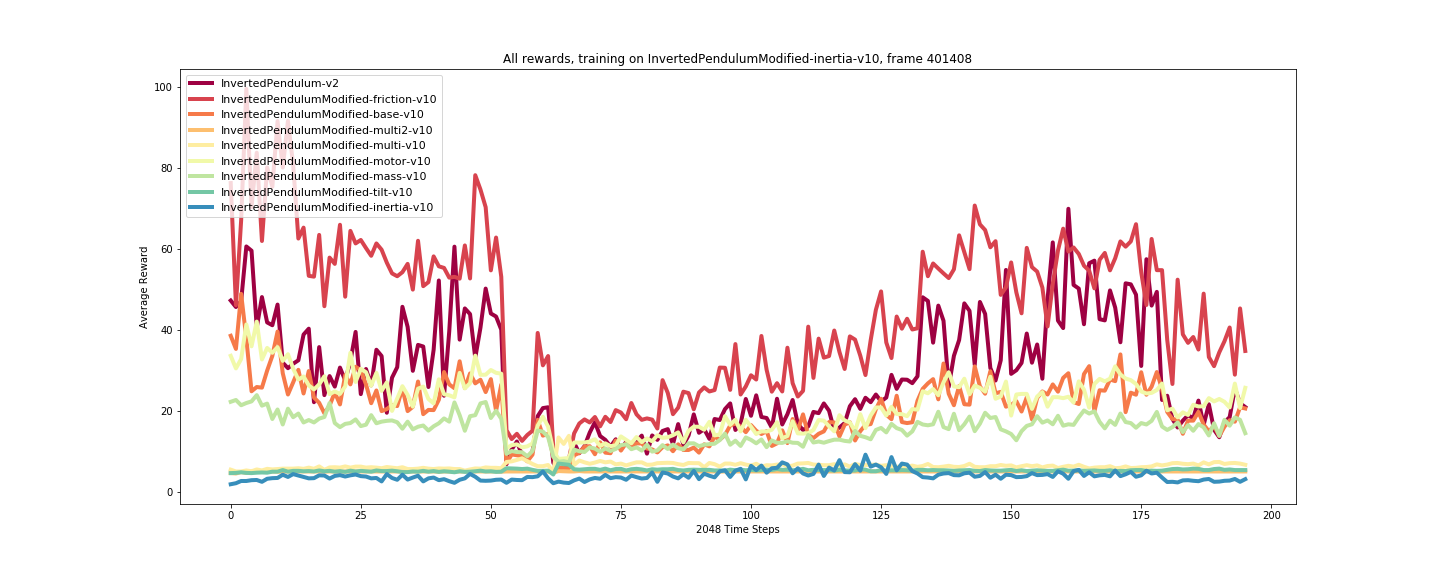 All rewards, training on InvertedPendulumModified-inertia-v10, frame 401408
InvertedPendulum-v2
InvertedPendulumModified-friction-v10
InvertedPendulumModified-base-v10
InvertedPendulumModified-multi2-v10
InvertedPendulumModified-multi-v10
InvertedPendulumModified-motor-v10
InvertedPendulumModified-mass-v10
InvertedPendulumModified-tilt-v10
InvertedPendulumModified-inertia-v10
Average Reward
100
80
60
40
20
0
0 25 50 75 100 125 150 175 200
2048 Time Steps